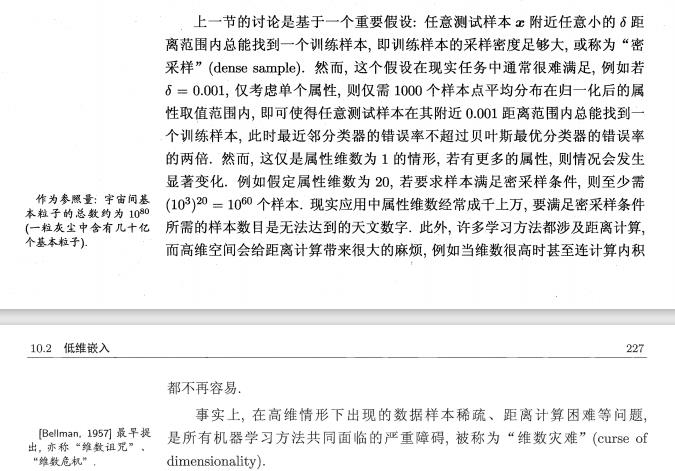 上一节的讨论是基于一个重要假设: 任意测试样本 x 附近任意小的 δ 距
离范围内总能找到一个训练样本, 即训练样本的采样密度足够大, 或称为“密
采样” (dense sample). 然而, 这个假设在现实任务中通常很难满足, 例如若
δ = 0.001, 仅考虑单个属性, 则仅需 1000 个样本点平均分布在归一化后的属
性取值范围内, 即可使得任意测试样本在其附近 0.001 距离范围内总能找到一
个训练样本, 此时最近邻分类器的错误率不超过贝叶斯最优分类器的错误率
的两倍. 然而, 这仅是属性维数为 1 的情形, 若有更多的属性, 则情况会发生
显著变化. 例如假定属性维数为 20, 若要求样本满足密采样条件, 则至少需
(10³)²⁰ = 10⁶⁰ 个样本. 现实应用中属性维数经常成千上万, 要满足密采样条件
所需的样本数目是无法达到的天文数字. 此外, 许多学习方法都涉及距离计算,
而高维空间会给距离计算带来很大的麻烦, 例如当维数很高时甚至连计算内积
作为参照量: 宇宙间基
本粒子的总数约为 10⁸⁰
(一粒灰尘中含有几十亿
个基本粒子).
10.2 低维嵌入 227
都不再容易.
事实上, 在高维情形下出现的数据样本稀疏、距离计算困难等问题,
是所有机器学习方法共同面临的严重障碍, 被称为“维数灾难” (curse of
dimensionality).
[Bellman, 1957] 最早提
出, 亦称“维数诅咒”、
“维数危机”.